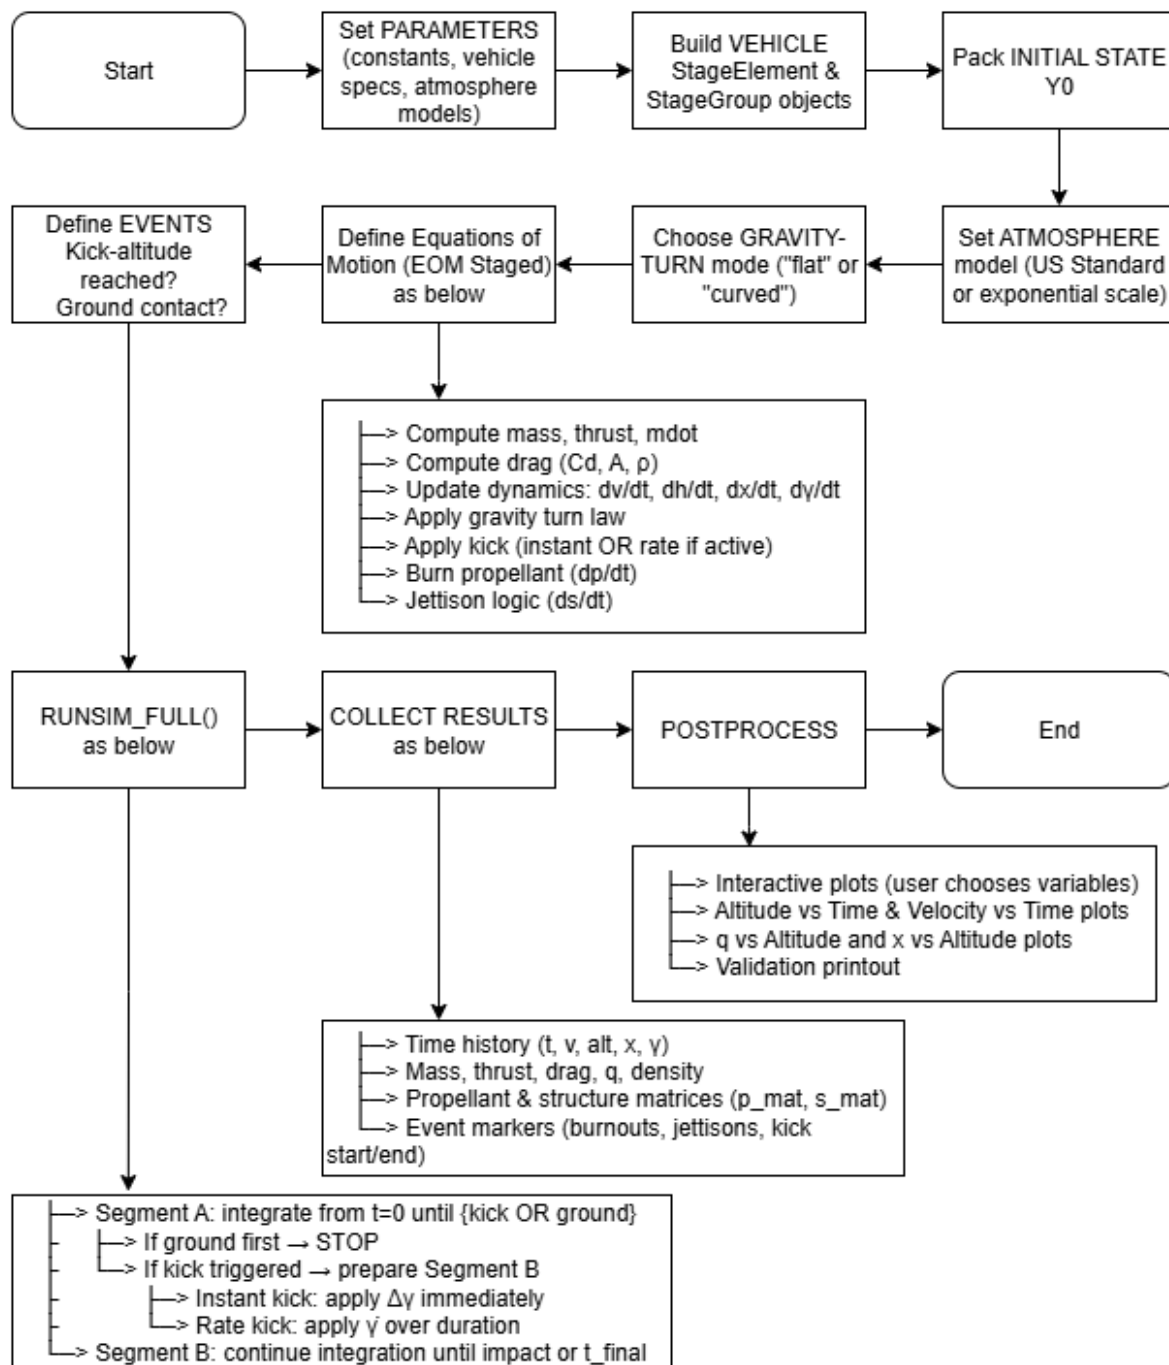 Start
Set PARAMETERS
(constants, vehicle
specs, atmosphere
models)
Build VEHICLE
StageElement &
StageGroup objects
Pack INITIAL STATE
Y0
Define EVENTS
Kick-altitude
reached?
Ground contact?
Define Equations of
Motion (EOM Staged)
as below
Choose GRAVITY-
TURN mode ("flat" or
"curved")
Set ATMOSPHERE
model (US Standard
or exponential scale)
├─> Compute mass, thrust, mdot
├─> Compute drag (Cd, A, ρ)
├─> Update dynamics: dv/dt, dh/dt, dx/dt, dγ/dt
├─> Apply gravity turn law
├─> Apply kick (instant OR rate if active)
├─> Burn propellant (dp/dt)
└─> Jettison logic (ds/dt)
RUNSIM_FULL()
as below
COLLECT RESULTS
as below
POSTPROCESS
End
├─> Interactive plots (user chooses variables)
├─> Altitude vs Time & Velocity vs Time plots
├─> q vs Altitude and x vs Altitude plots
└─> Validation printout
├─> Time history (t, v, alt, x, γ)
├─> Mass, thrust, drag, q, density
├─> Propellant & structure matrices (p_mat, s_mat)
└─> Event markers (burnouts, jettisons, kick
start/end)
├─> Segment A: integrate from t=0 until {kick OR ground}
├ ├─> If ground first → STOP
├ └─> If kick triggered → prepare Segment B
├ ├─> Instant kick: apply Δγ immediately
├ └─> Rate kick: apply γ̇ over duration
└─> Segment B: continue integration until impact or t_final